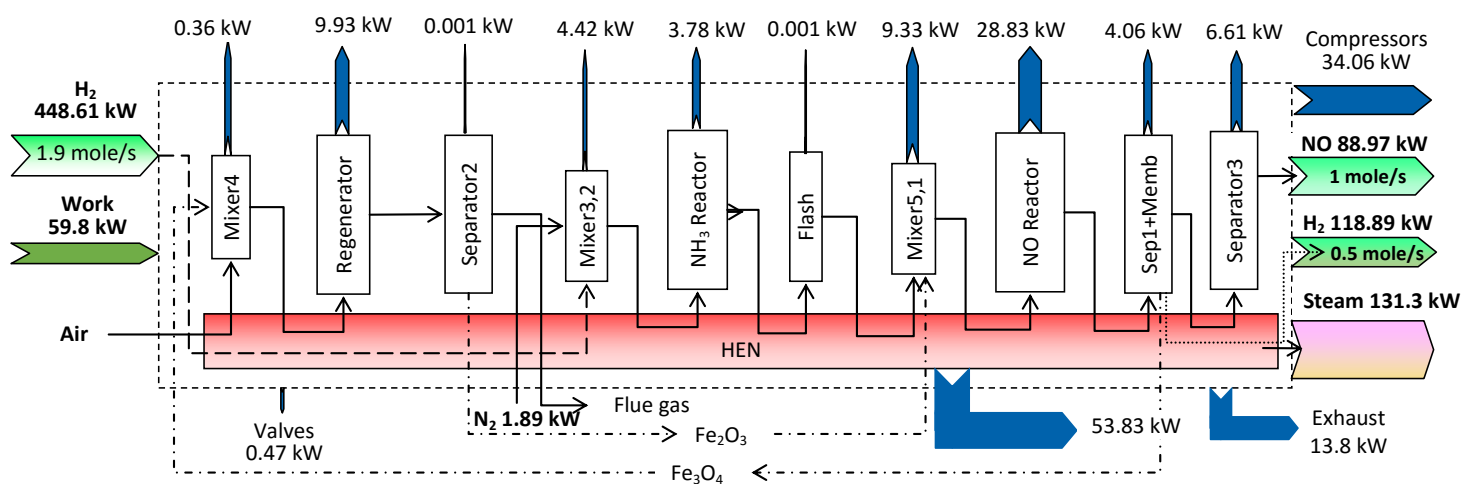 0.36 kW
9.93 kW
0.001 kW
4.42 kW
3.78 kW
0.001 kW
9.33 kW
28.83 kW
4.06 kW
6.61 kW
Compressors
34.06 kW
H₂
448.61 kW
1.9 mole/s
Work
59.8 kW
Air
Mixer4
Regenerator
Separator2
Mixer3,2
NH₃ Reactor
Flash
Mixer5,1
NO Reactor
Sep1+Memb
Separator3
NO 88.97 kW
1 mole/s
H₂ 118.89 kW
0.5 mole/s
Steam 131.3 kW
HEN
Valves
0.47 kW
N₂ 1.89 kW
Flue gas
Fe₂O₃
Fe₃O₄
53.83 kW
Exhaust
13.8 kW